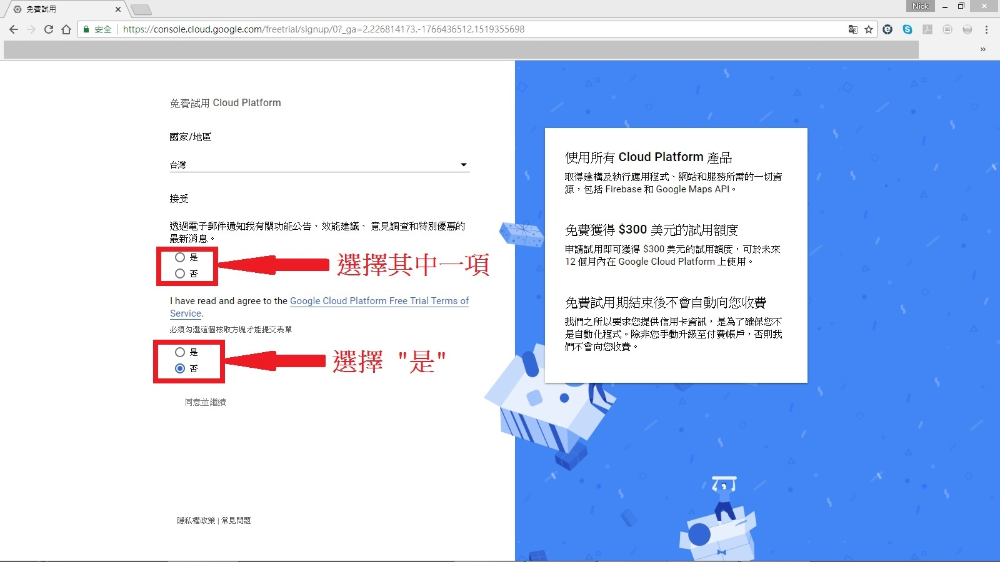 免費試用
Nick
安全 https://console.cloud.google.com/freetrial/signup/0?_ga=2.226814173.-1766436512.1519355698
免費試用 Cloud Platform
國家/地區
台灣
接受
透過電子郵件通知我有關功能公告、效能建議、 意見調查和特別優惠的
最新消息。
是
否
選擇其中一項
I have read and agree to the Google Cloud Platform Free Trial Terms of
Service.
必須勾選這個核取方塊才能提交表單
是
否
選擇 "是"
同意並繼續
隱私權政策 | 常見問題
使用所有 Cloud Platform 產品
取得建構及執行應用程式、網站和服務所需的一切資
源，包括 Firebase 和 Google Maps API。
免費獲得 $300 美元的試用額度
申請試用即可獲得 $300 美元的試用額度，可於未來
12 個月內在 Google Cloud Platform 上使用。
免費試用期結束後不會自動向您收費
我們之所以要求您提供信用卡資訊，是為了確保您不
是自動化程式。除非您手動升級至付費帳戶，否則我
們不會向您收費。